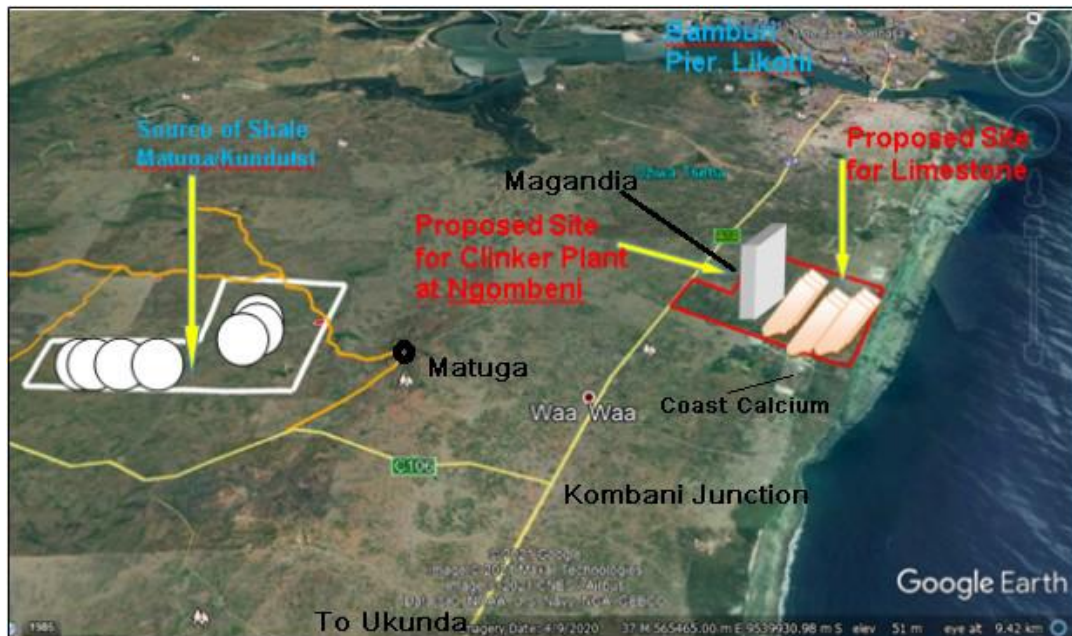 Bamburi
Pier, Likoni
Source of Shale
Matuga/Kundutsi
Proposed Site
for Limestone
Magandia
Proposed Site
for Clinker Plant
at Ngombeni
Matuga
Waa Waa
Coast Calcium
C106
Kombani Junction
Google Earth
To Ukunda
1985
Imagery Date: 4/9/2020 37 M 565465.00 m E 9539930.98 m S elev 51 m eye at 9.42 km